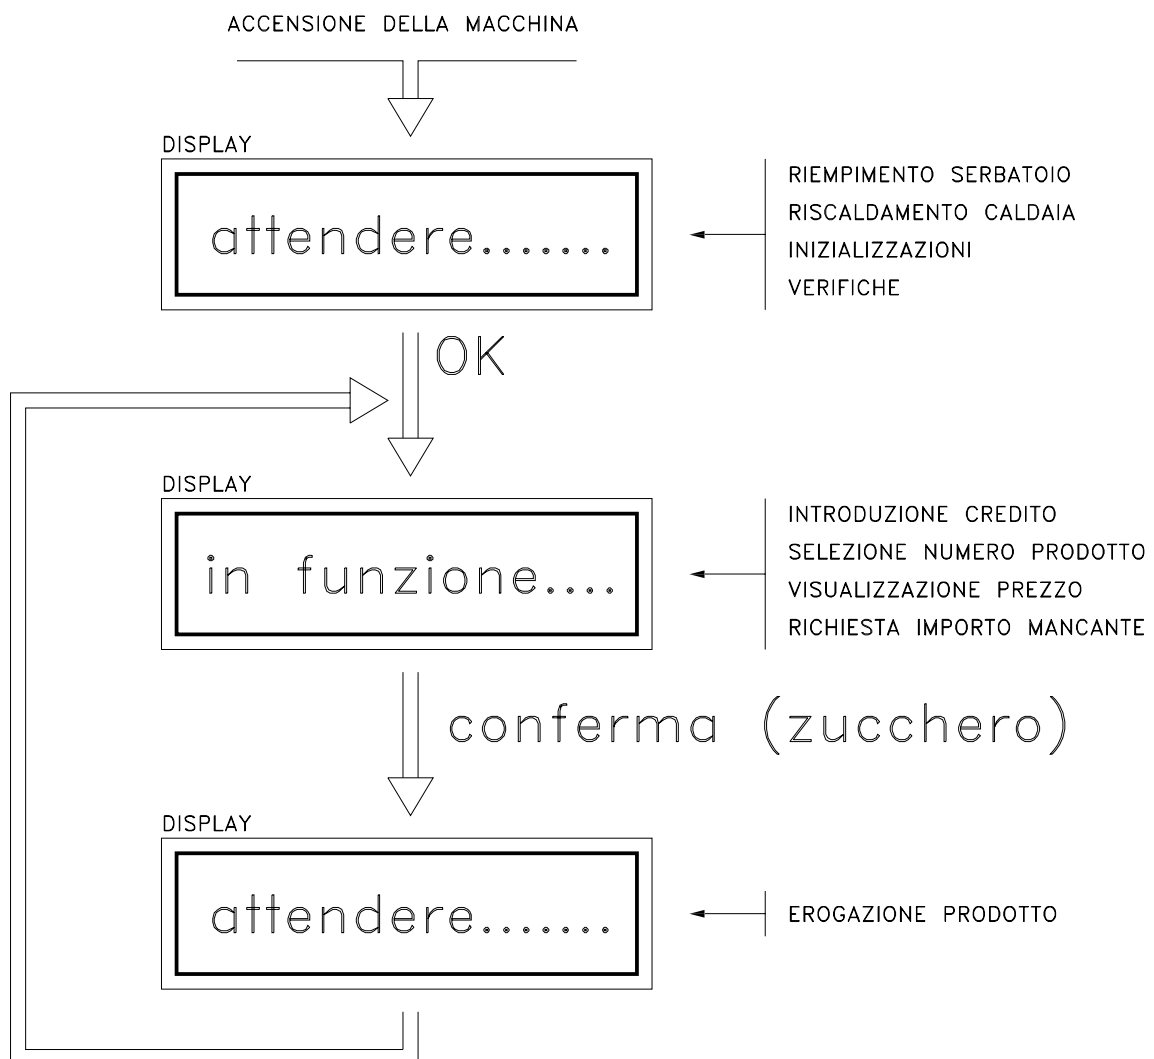 ACCENSIONE DELLA MACCHINA
DISPLAY
attendere.......
RIEMPIMENTO SERBATOIO
RISCALDAMENTO CALDAIA
INIZIALIZZAZIONI
VERIFICHE
OK
DISPLAY
in funzione....
INTRODUZIONE CREDITO
SELEZIONE NUMERO PRODOTTO
VISUALIZZAZIONE PREZZO
RICHIESTA IMPORTO MANCANTE
conferma (zucchero)
DISPLAY
attendere.......
EROGAZIONE PRODOTTO